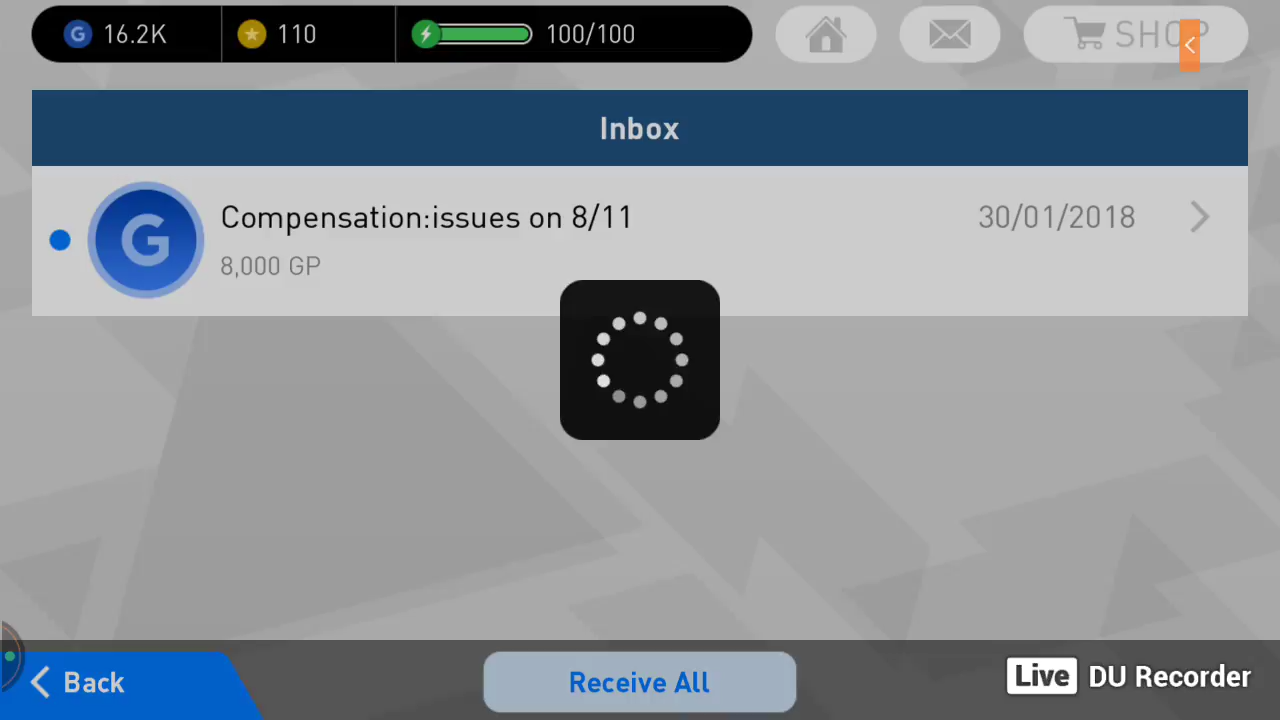 G 16.2K 110 100/100 SHOP
Inbox
G
Compensation:issues on 8/11 30/01/2018
8,000 GP
Back Receive All Live DU Recorder